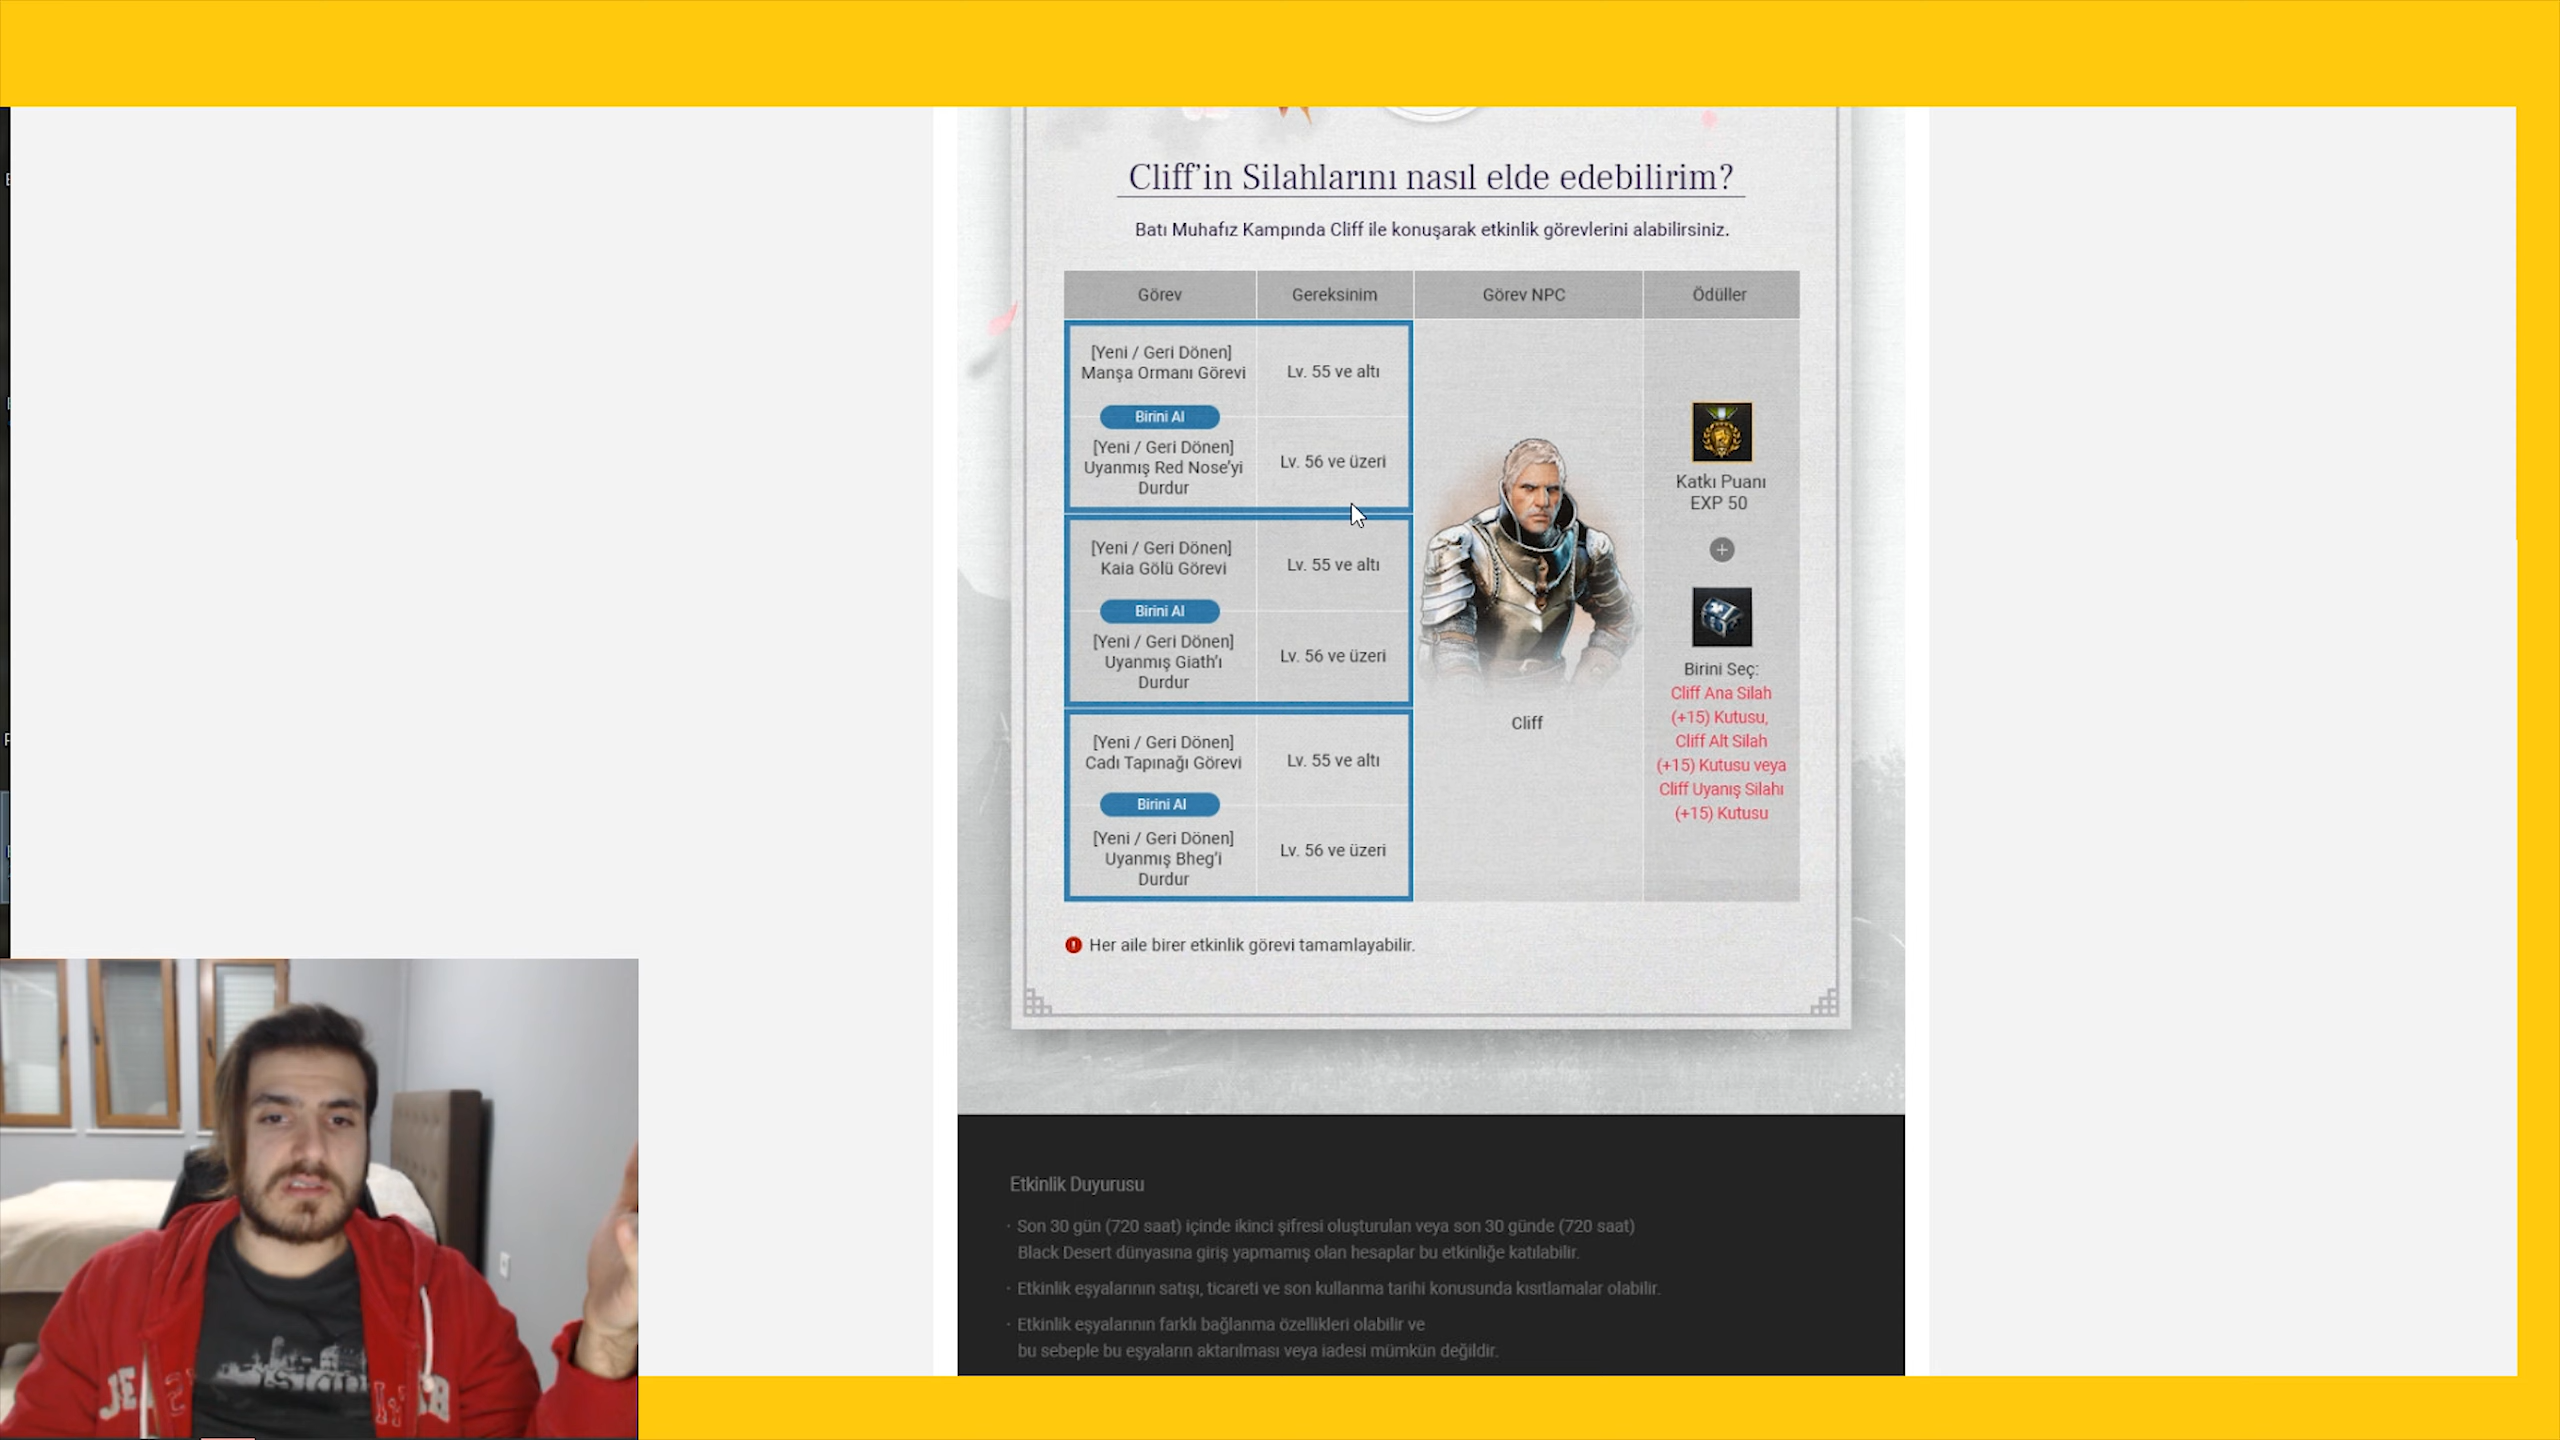 Cliff'in Silahlarını nasıl elde edebilirim?
Batı Muhafız Kampında Cliff ile konuşarak etkinlik görevlerini alabilirsiniz.
Görev
Gereksinim
Görev NPC
Ödüller
[Yeni / Geri Dönen]
Manşa Ormanı Görevi
Lv. 55 ve altı
Birini Al
[Yeni / Geri Dönen]
Uyanmış Red Nose'yi
Durdur
Lv. 56 ve üzeri
[Yeni / Geri Dönen]
Kaia Gölü Görevi
Lv. 55 ve altı
Birini Al
[Yeni / Geri Dönen]
Uyanmış Giath'ı
Durdur
Lv. 56 ve üzeri
[Yeni / Geri Dönen]
Cadı Tapınağı Görevi
Lv. 55 ve altı
Birini Al
[Yeni / Geri Dönen]
Uyanmış Bheg'i
Durdur
Lv. 56 ve üzeri
Cliff
Katkı Puanı
EXP 50
Birini Seç:
Cliff Ana Silah
(+15) Kutusu,
Cliff Alt Silah
(+15) Kutusu veya
Cliff Uyanış Silahı
(+15) Kutusu
Her aile birer etkinlik görevi tamamlayabilir.
Etkinlik Duyurusu
· Son 30 gün (720 saat) içinde ikinci şifresi oluşturulan veya son 30 günde (720 saat)
Black Desert dünyasına giriş yapmamış olan hesaplar bu etkinliğe katılabilir.
· Etkinlik eşyalarının satışı, ticareti ve son kullanma tarihi konusunda kısıtlamalar olabilir.
· Etkinlik eşyalarının farklı bağlanma özellikleri olabilir ve
bu sebeple bu eşyaların aktarılması veya iadesi mümkün değildir.